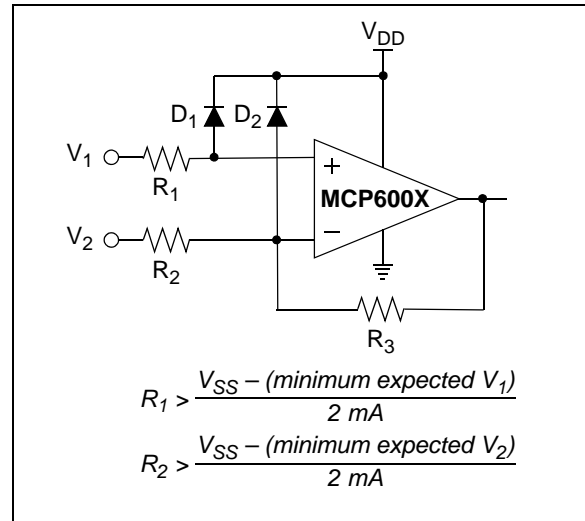 V_DD
D_1 D_2
V_1
R_1
+
MCP600X
V_2
–
R_2
R_3
R_1 > V_SS – (minimum expected V_1) / 2 mA
R_2 > V_SS – (minimum expected V_2) / 2 mA